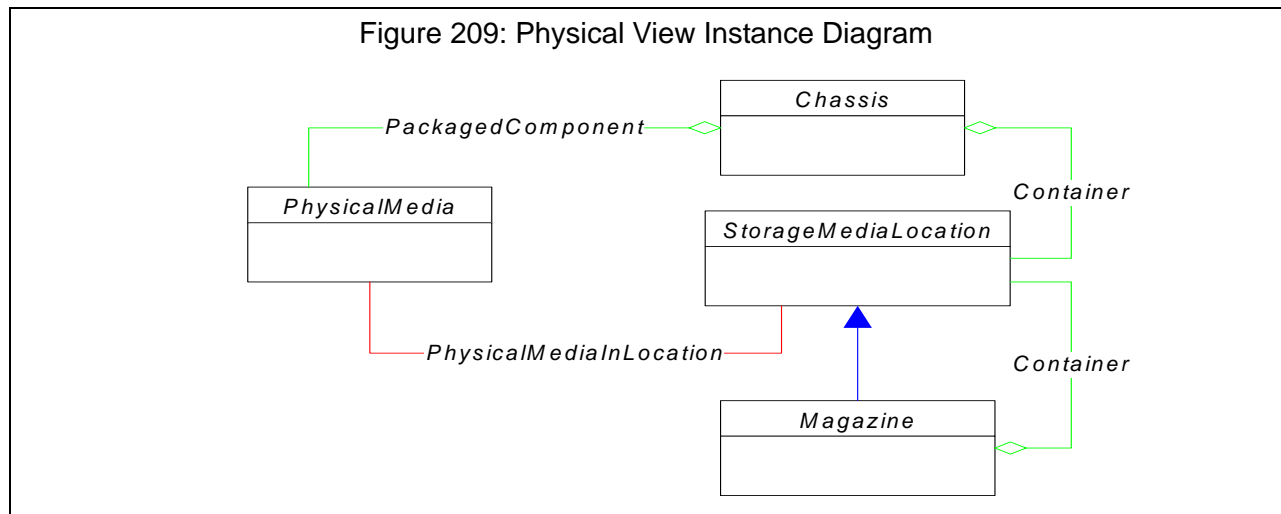 Figure 209: Physical View Instance Diagram
Chassis
PackagedComponent
Container
PhysicalMedia
StorageMediaLocation
PhysicalMediaInLocation
Container
Magazine